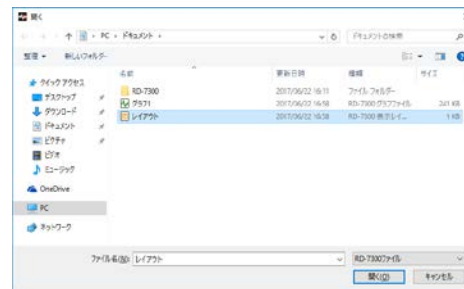 開く
PC › ドキュメント
ドキュメントの検索
整理 新しいフォルダー
名前 更新日時 種類 サイズ
クイック アクセス
デスクトップ
ダウンロード
ドキュメント
ピクチャ
ビデオ
ミュージック
OneDrive
PC
ネットワーク
RD-7300 2017/06/22 16:11 ファイル フォルダー
グラフ1 2017/06/22 16:58 RD-7300 グラフファイル 241 KB
レイアウト 2017/06/22 16:58 RD-7300 表示レイ... 1 KB
ファイル名(N): レイアウト RD-7300ファイル
開く(O) キャンセル